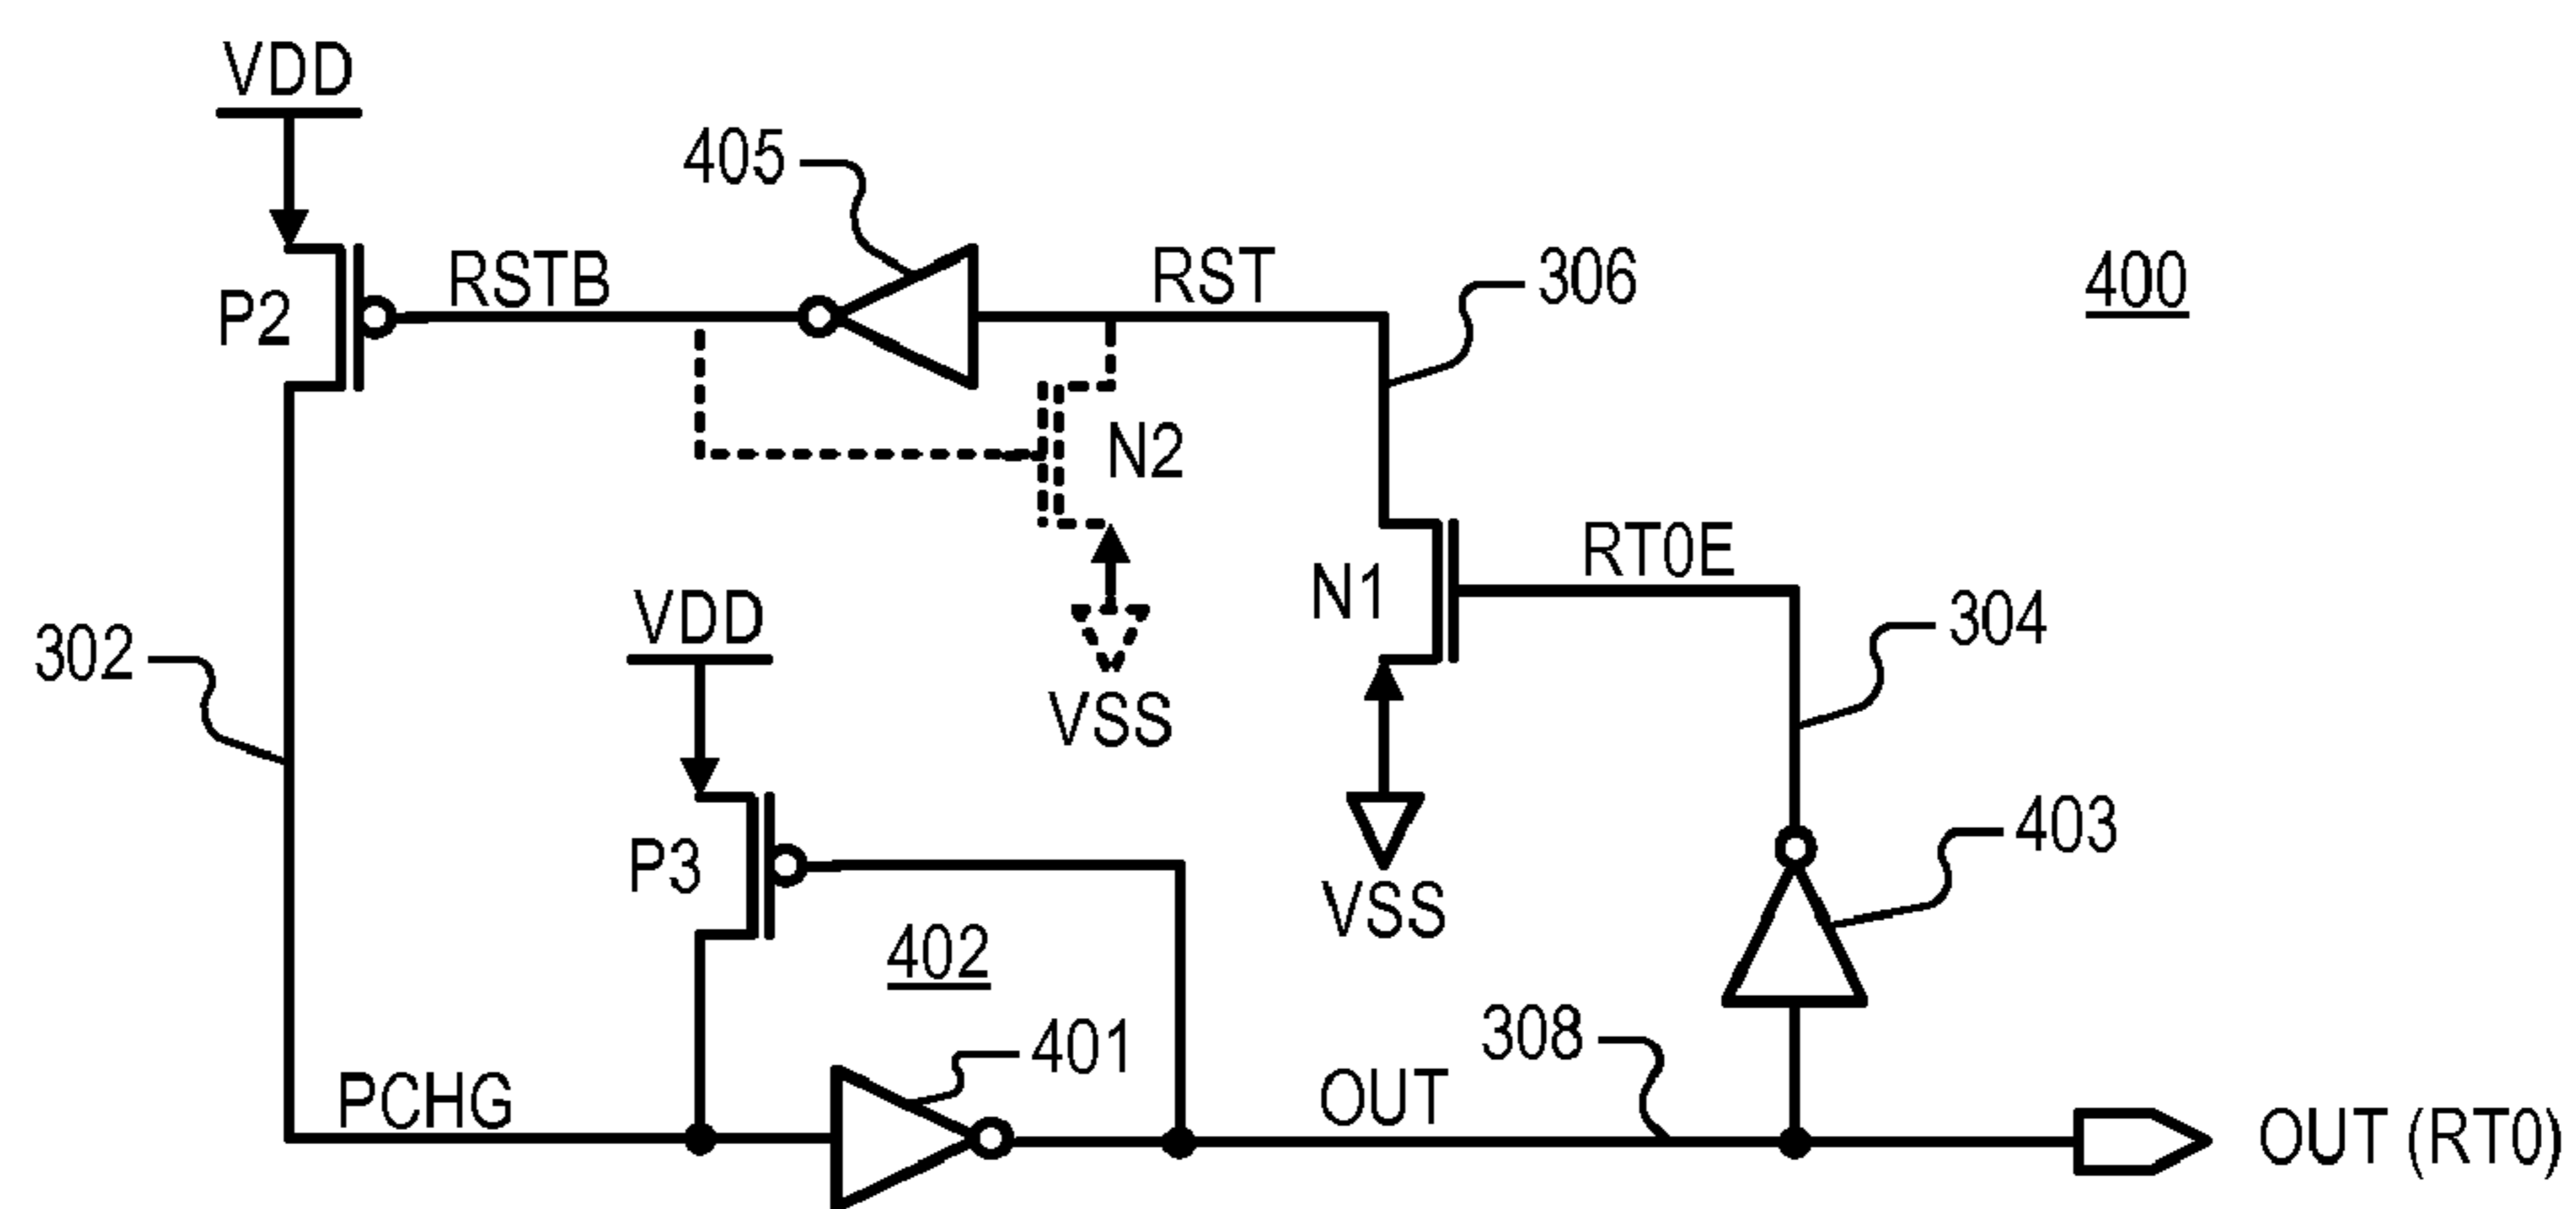 VDD
405
RSTB
RST
306
400
P2
N2
RT0E
VDD
N1
304
302
VSS
403
P3
VSS
402
401
308
PCHG
OUT
OUT (RT0)